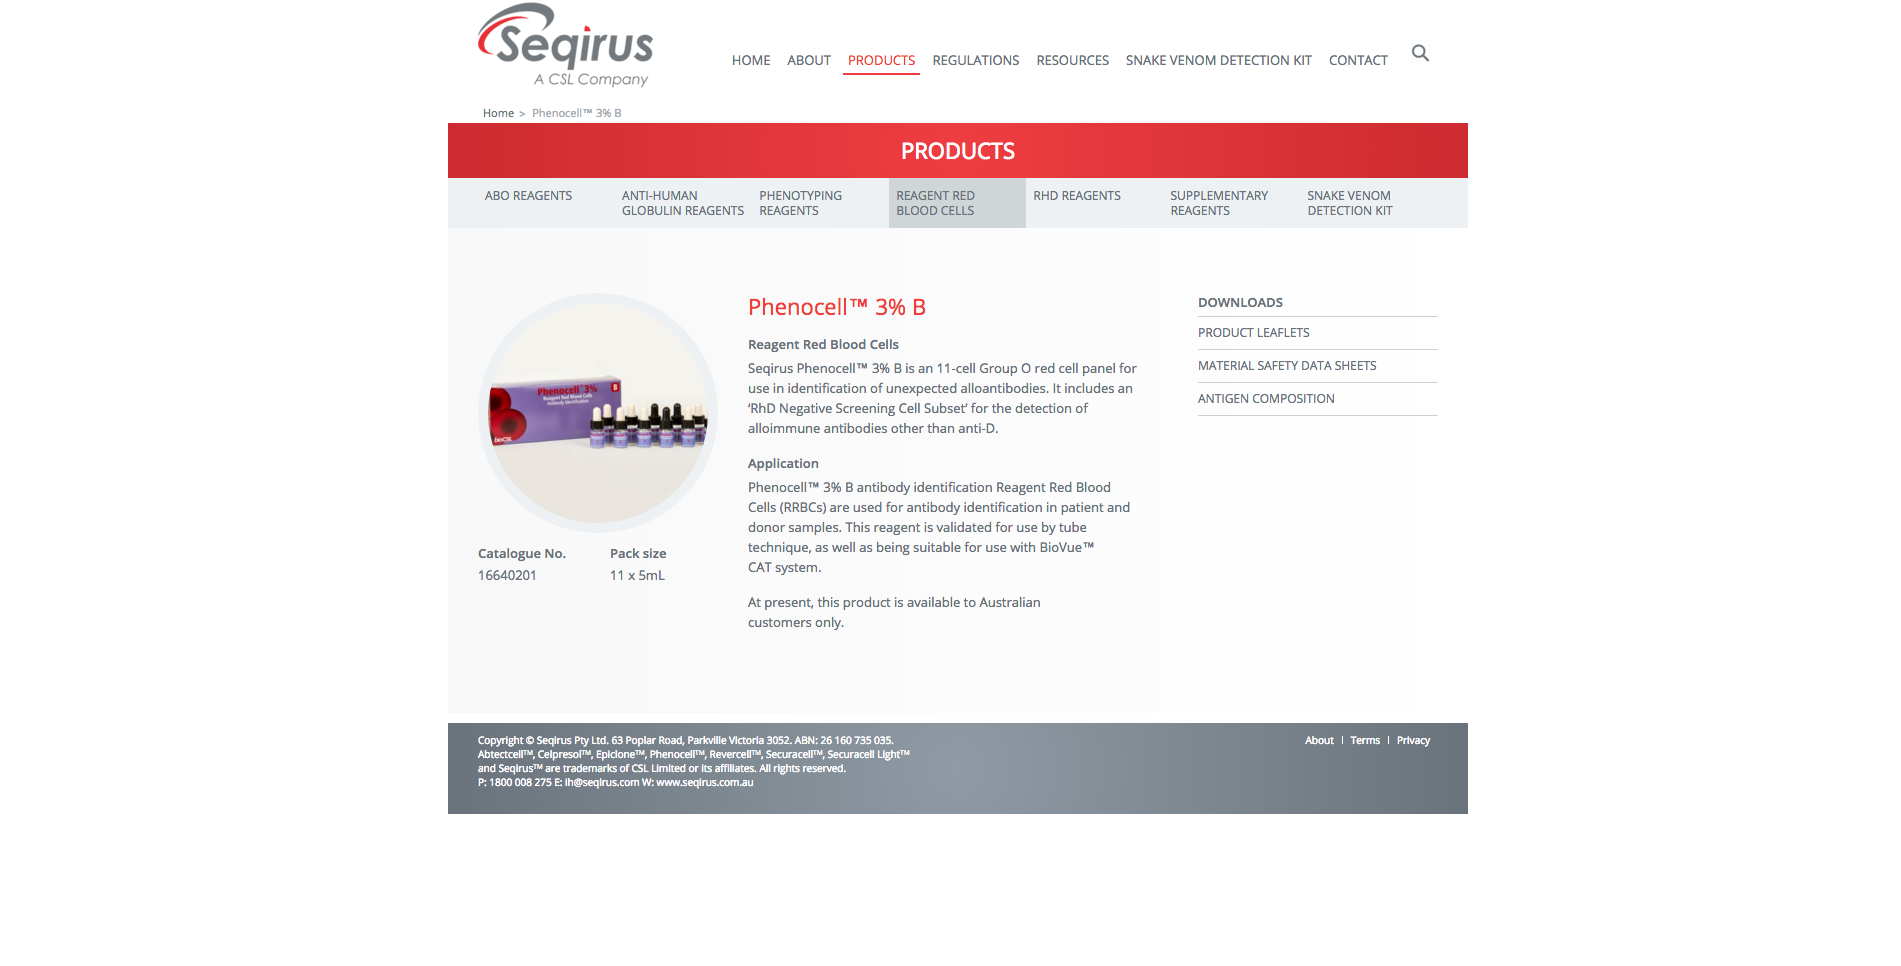 Seqirus
A CSL Company
HOME ABOUT PRODUCTS REGULATIONS RESOURCES SNAKE VENOM DETECTION KIT CONTACT
Home > Phenocell™ 3% B
PRODUCTS
ABO REAGENTS
ANTI-HUMAN
GLOBULIN REAGENTS
PHENOTYPING
REAGENTS
REAGENT RED
BLOOD CELLS
RHD REAGENTS
SUPPLEMENTARY
REAGENTS
SNAKE VENOM
DETECTION KIT
Phenocell™ 3% B
Reagent Red Blood Cells
Antibody Identification
bioCSL
Catalogue No. Pack size
16640201 11 x 5mL
Phenocell™ 3% B
Reagent Red Blood Cells
Seqirus Phenocell™ 3% B is an 11-cell Group O red cell panel for
use in identification of unexpected alloantibodies. It includes an
‘RhD Negative Screening Cell Subset’ for the detection of
alloimmune antibodies other than anti-D.
Application
Phenocell™ 3% B antibody identification Reagent Red Blood
Cells (RRBCs) are used for antibody identification in patient and
donor samples. This reagent is validated for use by tube
technique, as well as being suitable for use with BioVue™
CAT system.
At present, this product is available to Australian
customers only.
DOWNLOADS
PRODUCT LEAFLETS
MATERIAL SAFETY DATA SHEETS
ANTIGEN COMPOSITION
Copyright © Seqirus Pty Ltd. 63 Poplar Road, Parkville Victoria 3052. ABN: 26 160 735 035.
Abtectcell™, Celpresol™, Epiclone™, Phenocell™, Revercell™, Securacell™, Securacell Light™
and Seqirus™ are trademarks of CSL Limited or its affiliates. All rights reserved.
P: 1800 008 275 E: ih@seqirus.com W: www.seqirus.com.au
About | Terms | Privacy